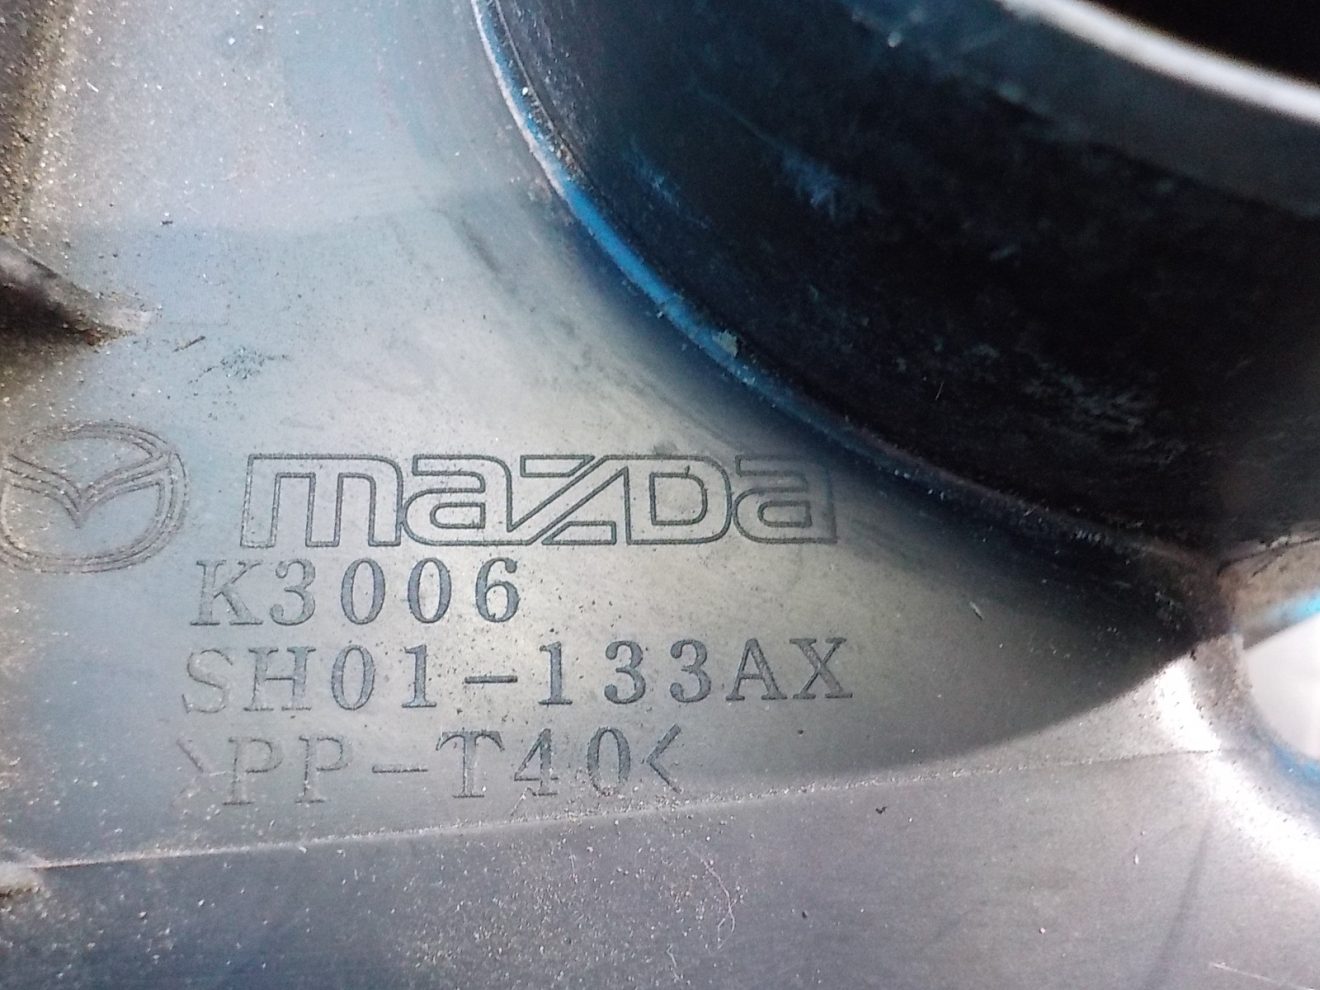 mazda
K3006
SH01-133AX
>PP-T40<